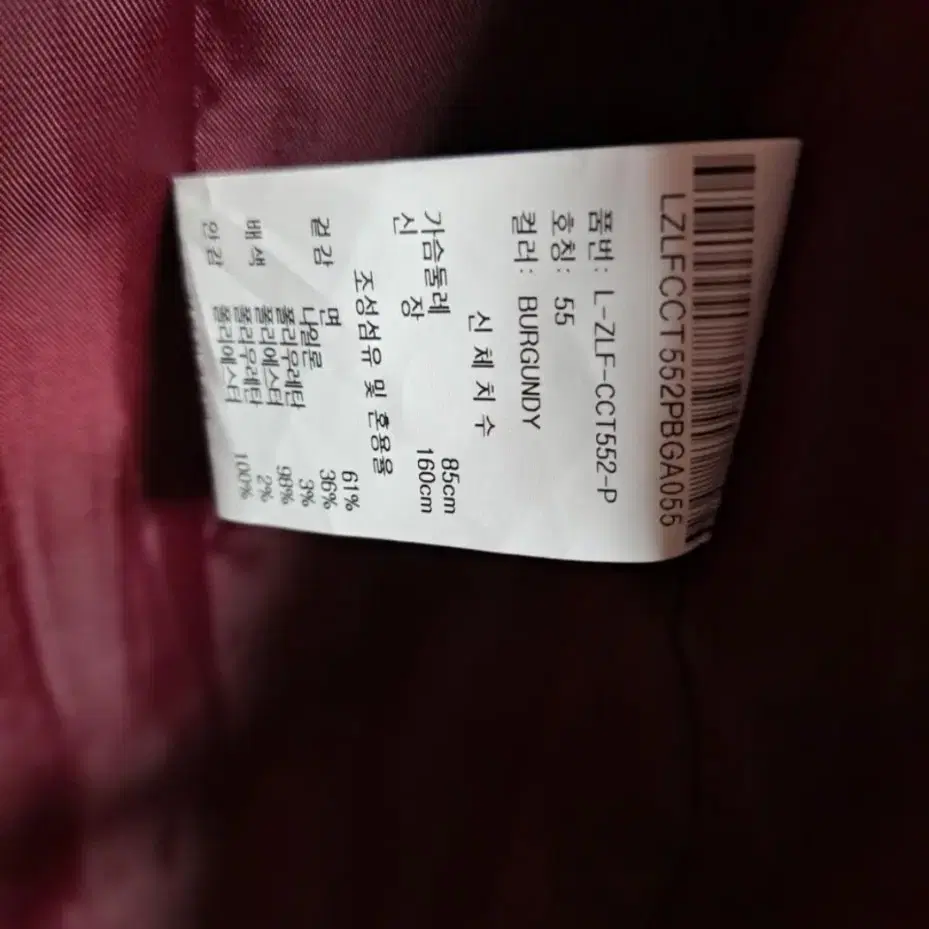 LZLFCCT552PBGA055
품번: L-ZLF-CCT552-P
호칭: 55
컬러: BURGUNDY
신체치수
가슴둘레 85cm
신장 160cm
조성섬유 및 혼용율
겉감 면 61%
나일론 36%
폴리우레탄 3%
배색 폴리에스터 98%
폴리우레탄 2%
안감 폴리에스터 100%